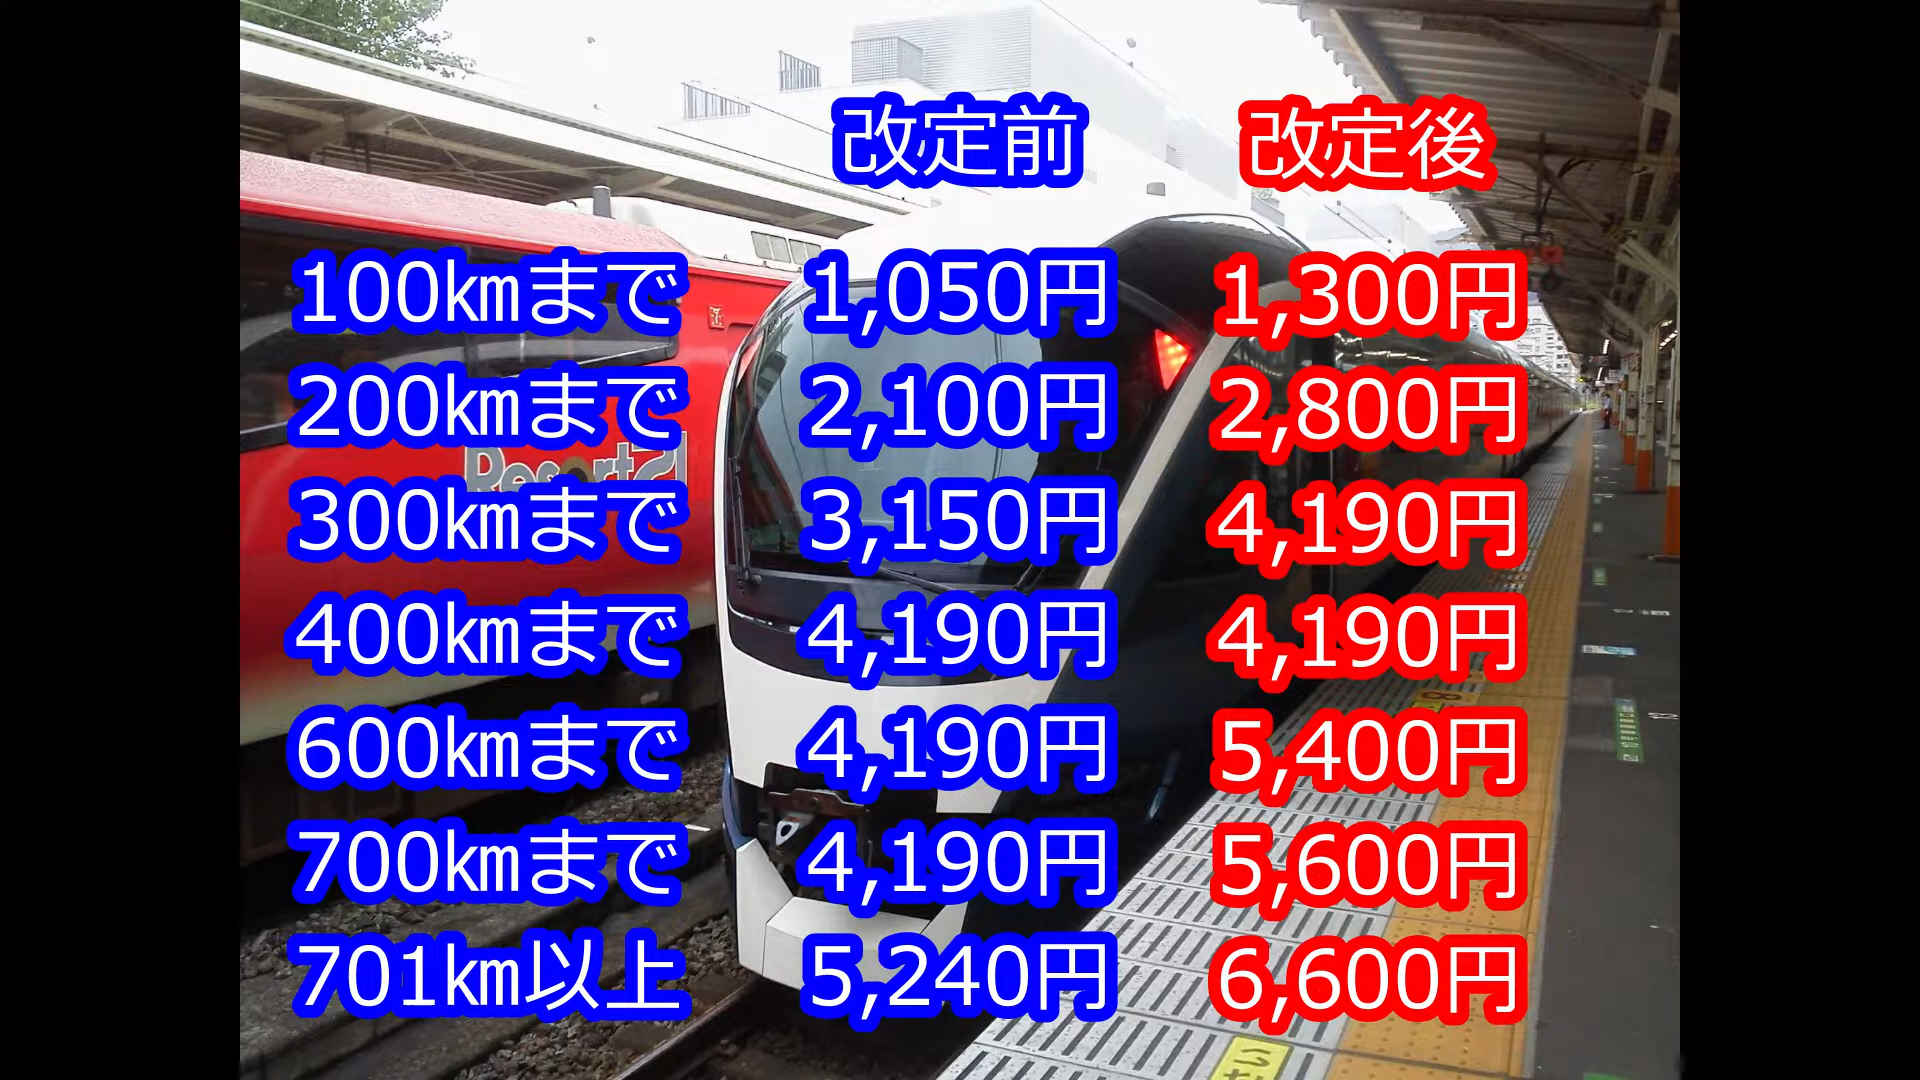 改定前 改定後
100㎞まで 1,050円 1,300円
200㎞まで 2,100円 2,800円
Resort21
300㎞まで 3,150円 4,190円
400㎞まで 4,190円 4,190円
600㎞まで 4,190円 5,400円
8
700㎞まで 4,190円 5,600円
701㎞以上 5,240円 6,600円